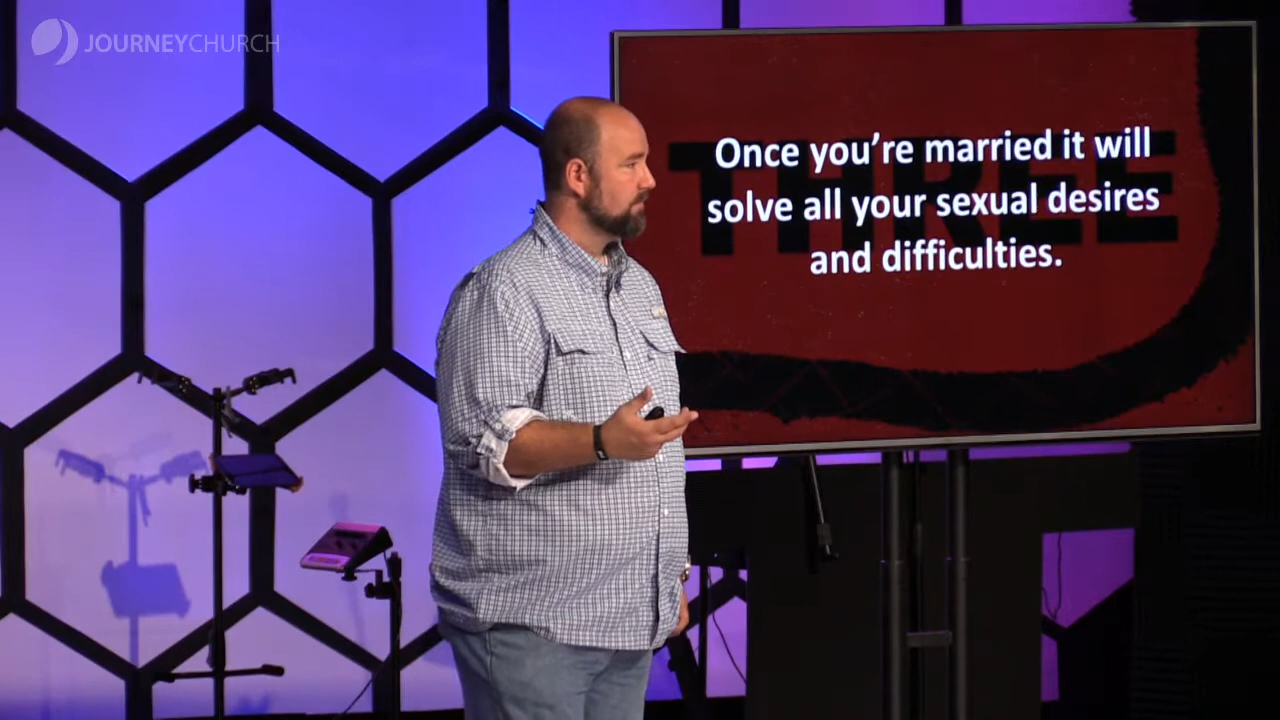 JOURNEYCHURCH
THREE
Once you're married it will
solve all your sexual desires
and difficulties.